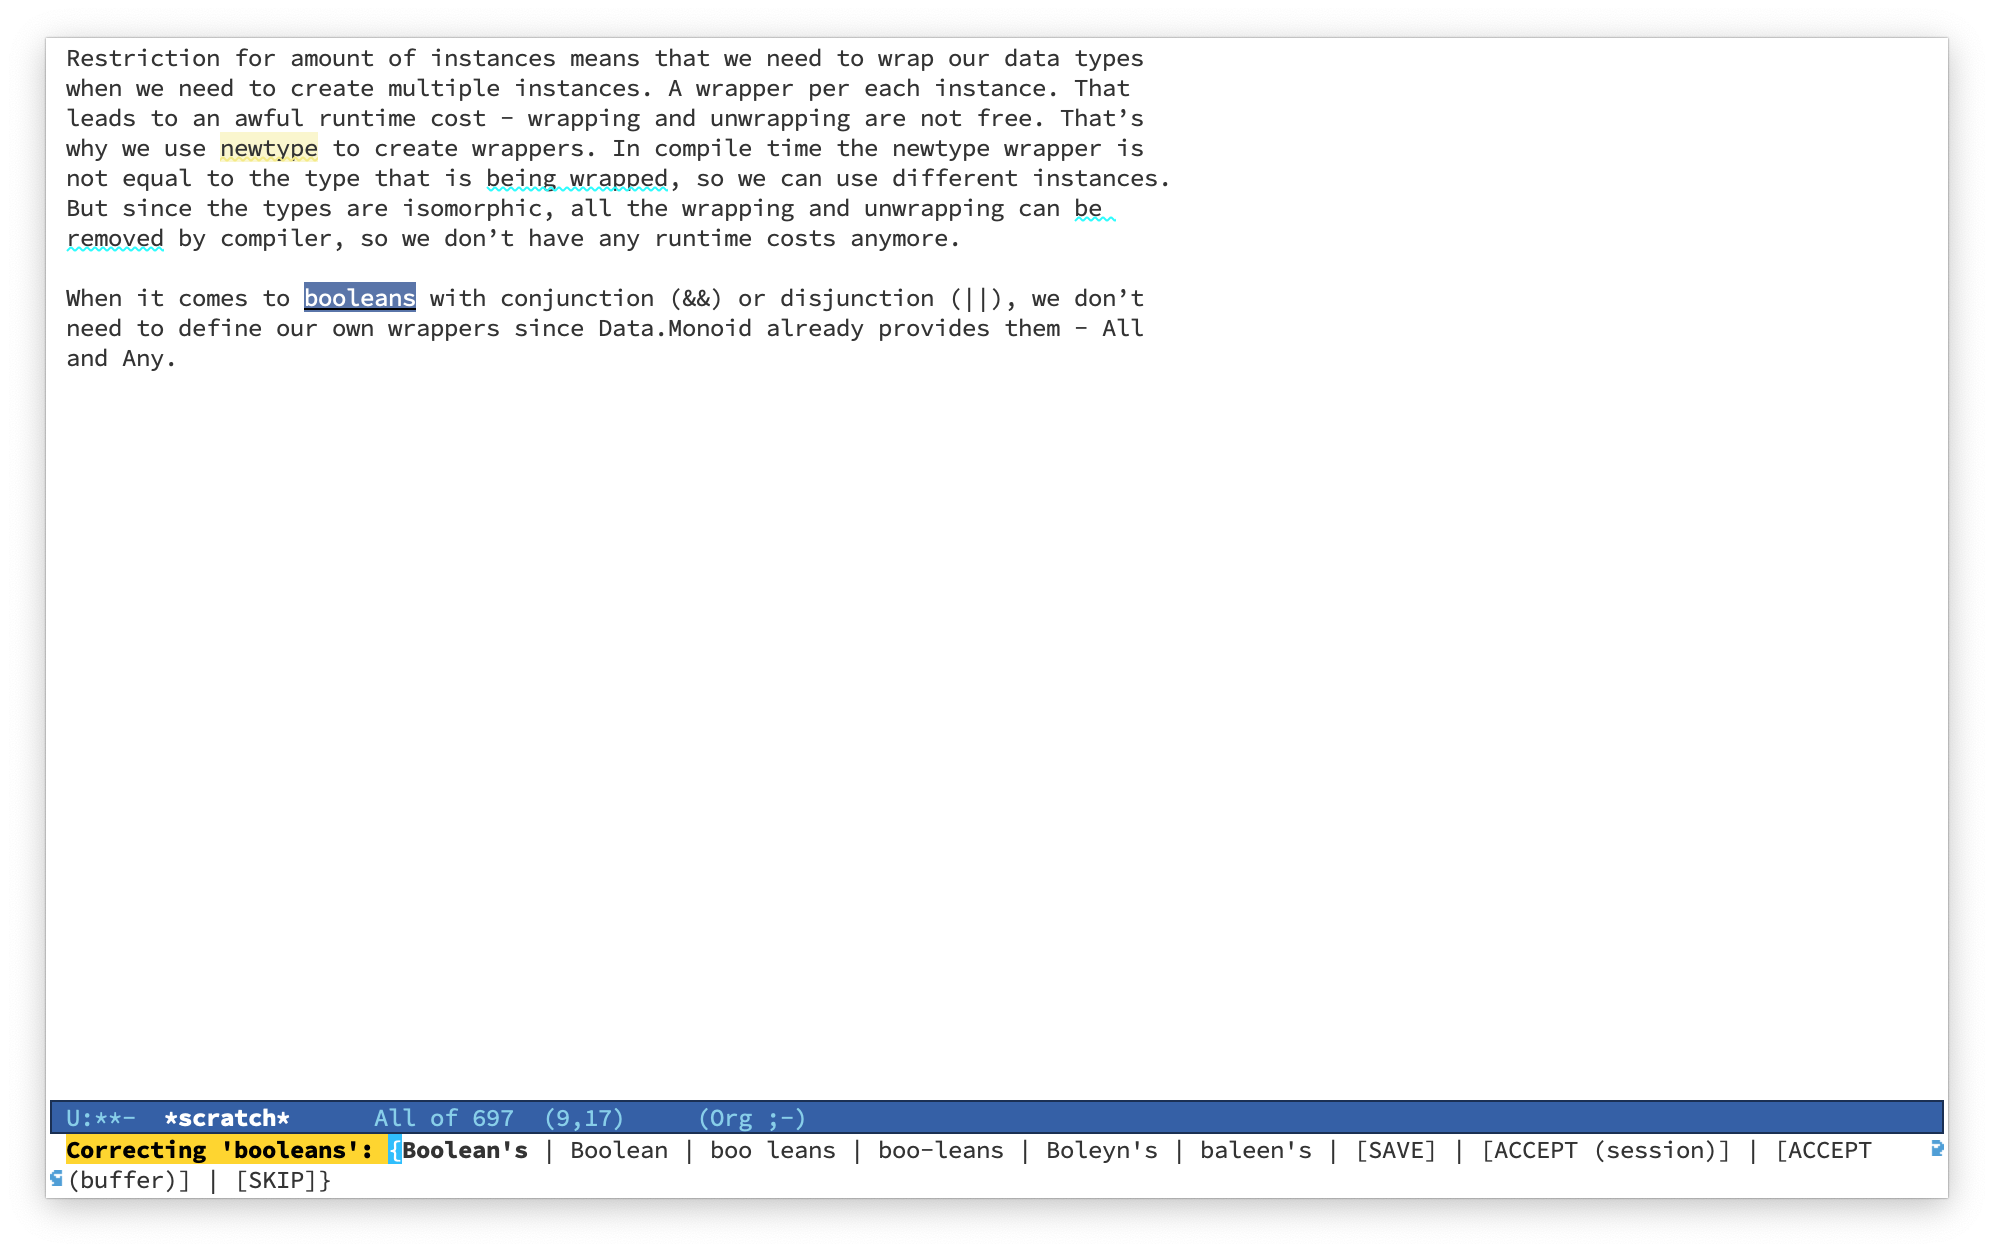 Restriction for amount of instances means that we need to wrap our data types
when we need to create multiple instances. A wrapper per each instance. That
leads to an awful runtime cost – wrapping and unwrapping are not free. That’s
why we use newtype to create wrappers. In compile time the newtype wrapper is
not equal to the type that is being wrapped, so we can use different instances.
But since the types are isomorphic, all the wrapping and unwrapping can be
removed by compiler, so we don’t have any runtime costs anymore.
When it comes to booleans with conjunction (&&) or disjunction (||), we don’t
need to define our own wrappers since Data.Monoid already provides them – All
and Any.
U:**-  *scratch*      All of 697  (9,17)     (Org ;-)
Correcting 'booleans': {Boolean's | Boolean | boo leans | boo-leans | Boleyn's | baleen's | [SAVE] | [ACCEPT (session)] | [ACCEPT
(buffer)] | [SKIP]}